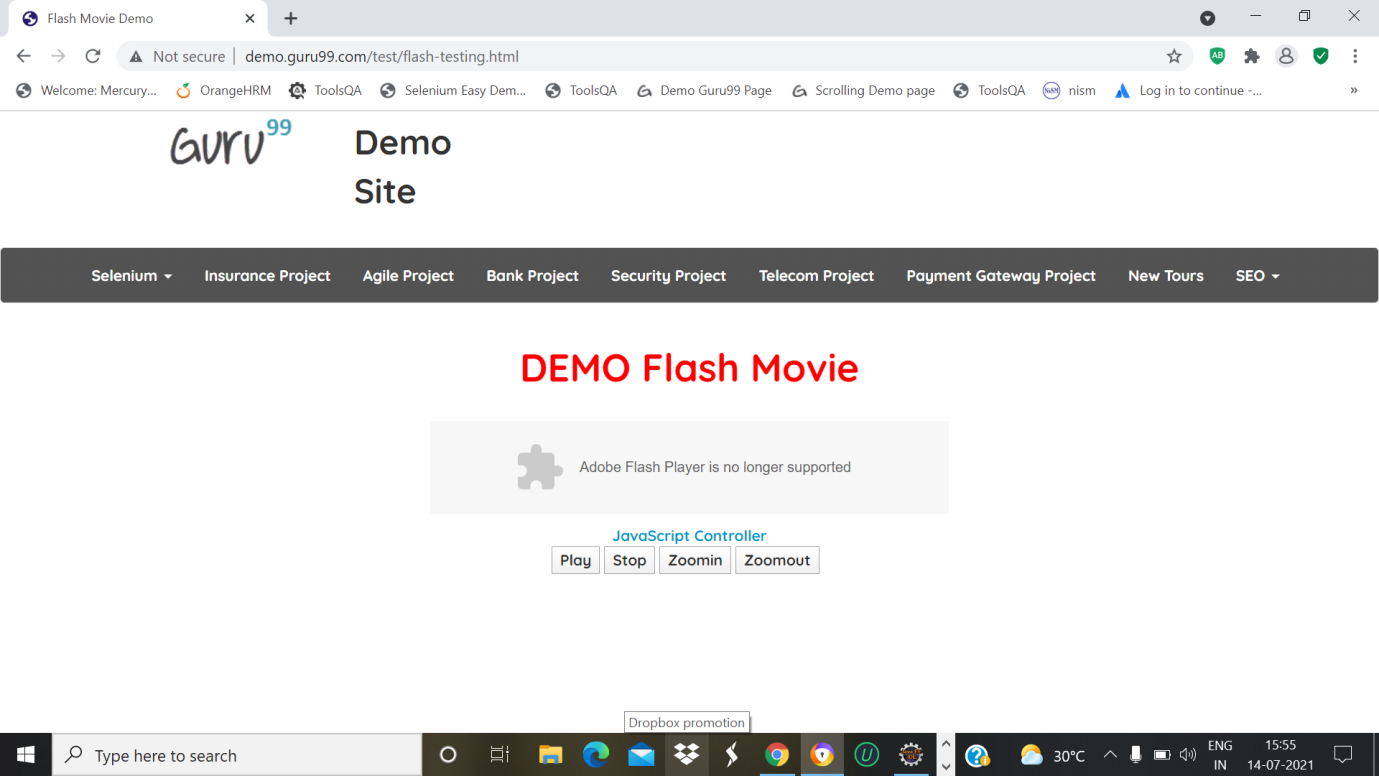 Flash Movie Demo
Not secure
demo.guru99.com/test/flash-testing.html
AB
Welcome: Mercury...
OrangeHRM
ToolsQA
Selenium Easy Dem...
ToolsQA
Demo Guru99 Page
Scrolling Demo page
ToolsQA
nism
Log in to continue -...
»
GURU99
Demo
Site
Selenium
Insurance Project
Agile Project
Bank Project
Security Project
Telecom Project
Payment Gateway Project
New Tours
SEO
DEMO Flash Movie
Adobe Flash Player is no longer supported
JavaScript Controller
Play
Stop
Zoomin
Zoomout
Dropbox promotion
Type here to search
U
30°C
ENG
IN
15:55
14-07-2021